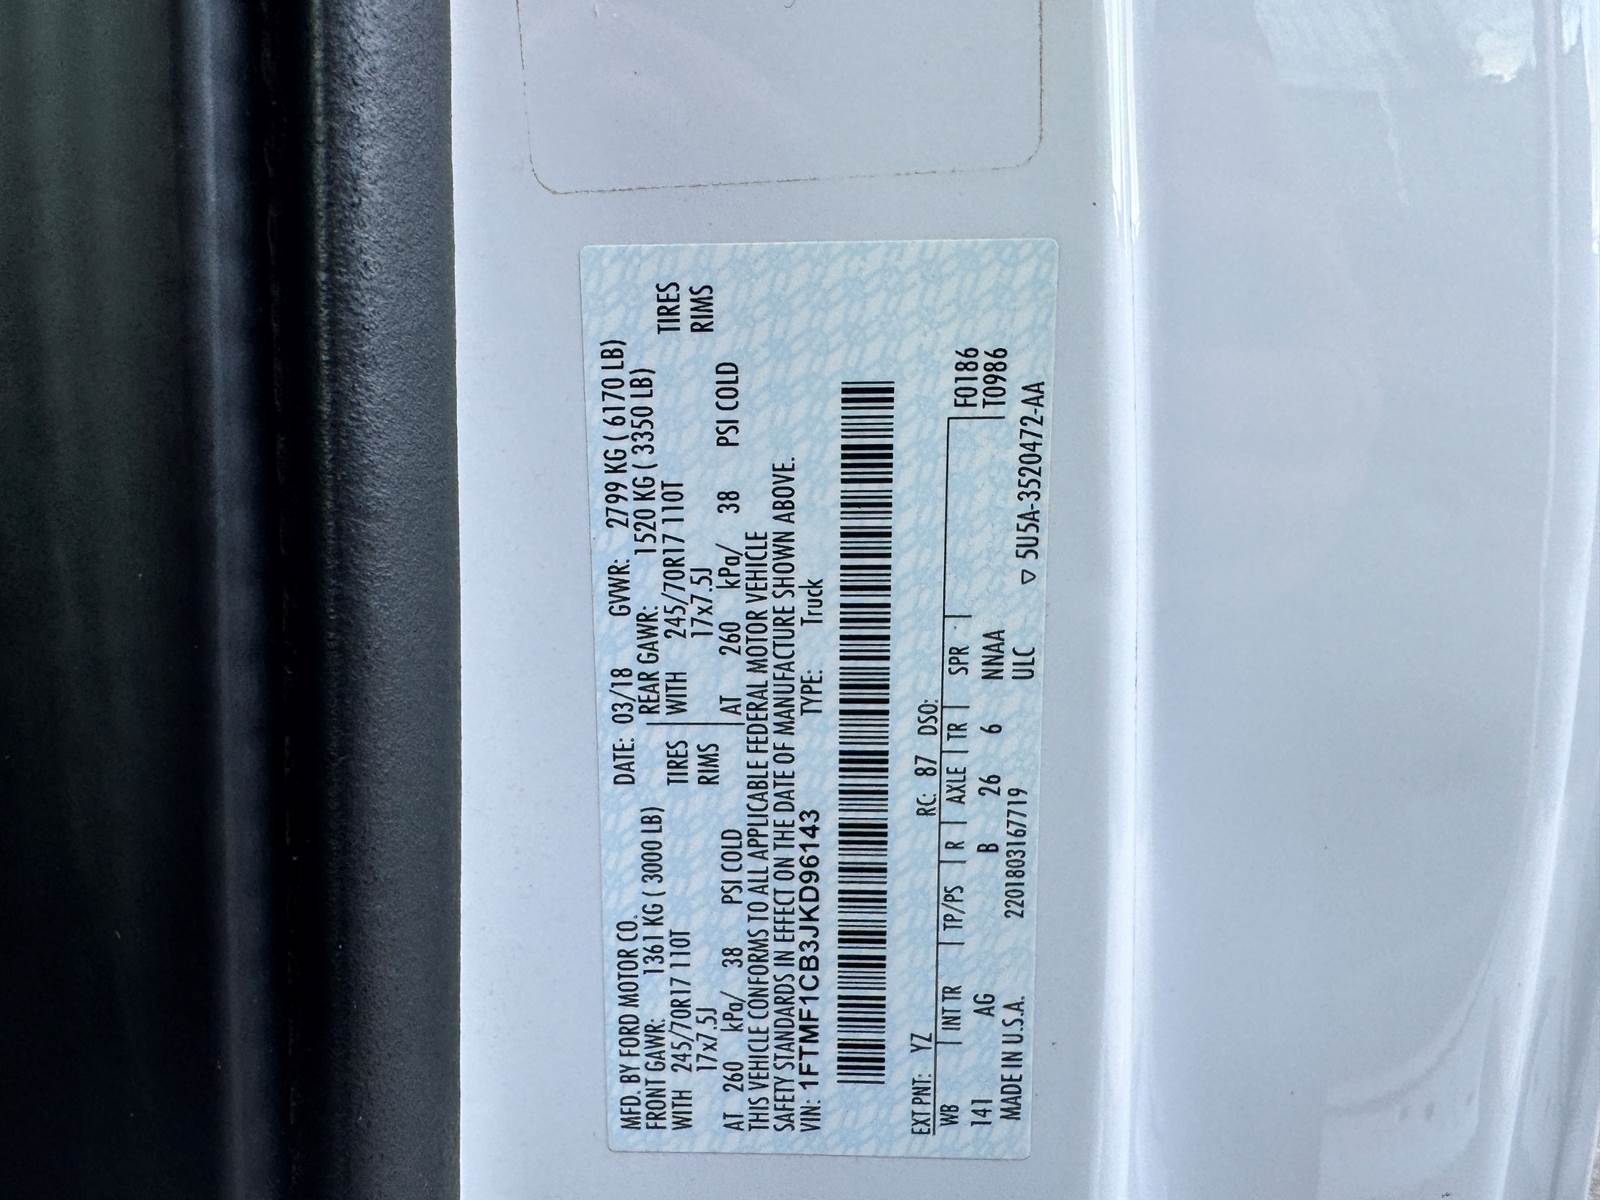 MFD. BY FORD MOTOR CO. DATE: 03/18 GVWR: 2799 KG ( 6170 LB)
FRONT GAWR: 1361 KG ( 3000 LB) REAR GAWR: 1520 KG ( 3350 LB)
WITH 245/70R17 110T TIRES WITH 245/70R17 110T TIRES
17x7.5J RIMS 17x7.5J RIMS
AT 260 kPa/ 38 PSI COLD AT 260 kPa/ 38 PSI COLD
THIS VEHICLE CONFORMS TO ALL APPLICABLE FEDERAL MOTOR VEHICLE
SAFETY STANDARDS IN EFFECT ON THE DATE OF MANUFACTURE SHOWN ABOVE.
VIN: 1FTMF1CB3JKD96143 TYPE: Truck
EXT PNT: YZ RC: 87 DSO:
WB INT TR TP/PS R AXLE TR SPR F0186
141 AG B 26 6 NNAA T0986
MADE IN U.S.A. 2201803167719 ULC ▽ 5U5A-3520472-AA